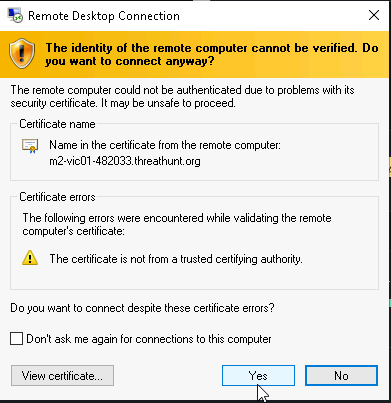 Remote Desktop Connection
The identity of the remote computer cannot be verified. Do
you want to connect anyway?
The remote computer could not be authenticated due to problems with its
security certificate. It may be unsafe to proceed.
Certificate name
Name in the certificate from the remote computer:
m2-vic01-482033.threathunt.org
Certificate errors
The following errors were encountered while validating the remote
computer's certificate:
The certificate is not from a trusted certifying authority.
Do you want to connect despite these certificate errors?
Don't ask me again for connections to this computer
View certificate... Yes No